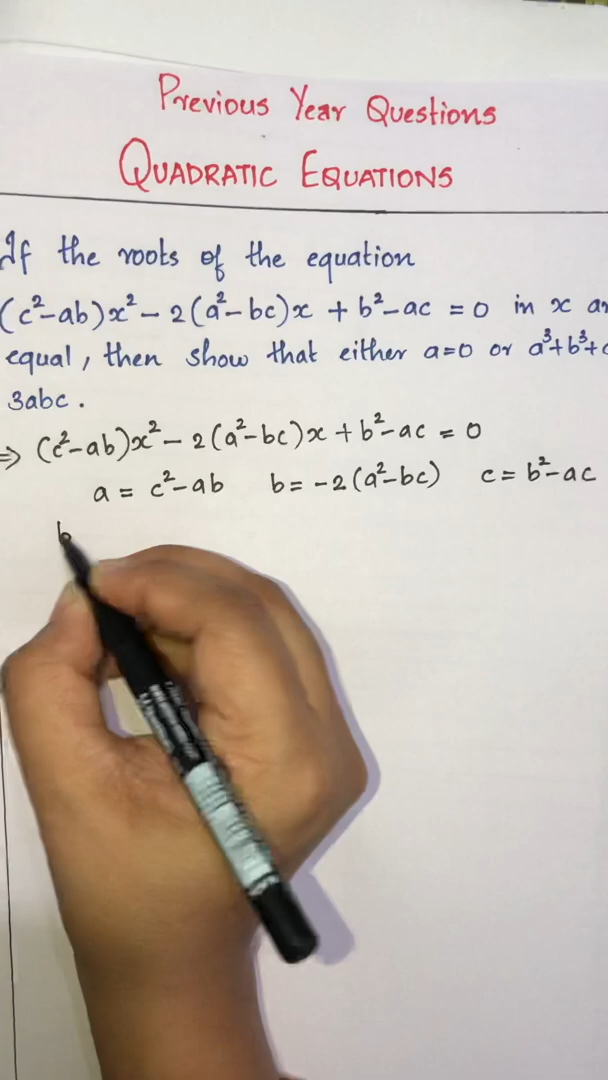 Previous Year Questions
QUADRATIC EQUATIONS
If the roots of the equation
(c²-ab)x² - 2(a²-bc)x + b²-ac = 0 in x
equal, then show that either a=0 or a³+b³+
3abc.
⇒ (c²-ab)x² - 2(a²-bc)x + b²-ac = 0
a = c²-ab b = -2(a²-bc) c = b²-ac
b